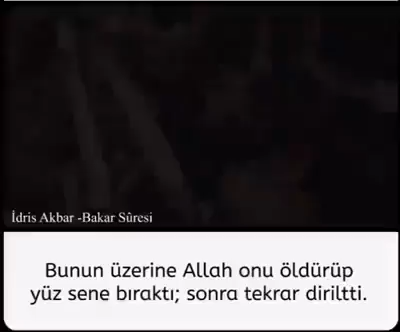 İdris Akbar -Bakar Sûresi
Bunun üzerine Allah onu öldürüp
yüz sene bıraktı; sonra tekrar diriltti.